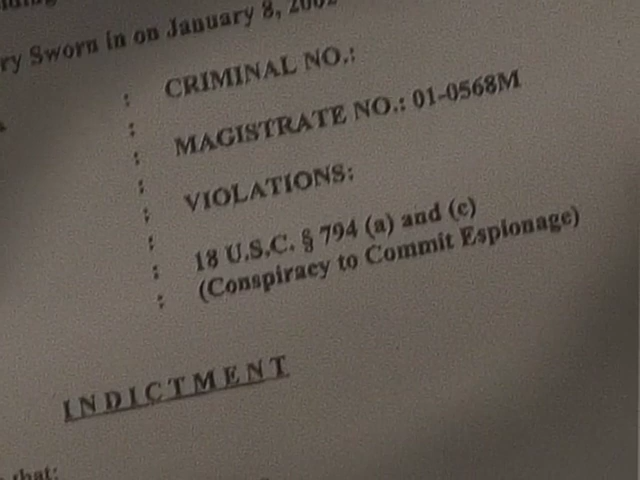 ry Sworn in on January 8, 2002
: CRIMINAL NO.:
:
: MAGISTRATE NO.: 01-0568M
:
: VIOLATIONS:
:
: 18 U.S.C. § 794 (a) and (c)
: (Conspiracy to Commit Espionage)
INDICTMENT
that: